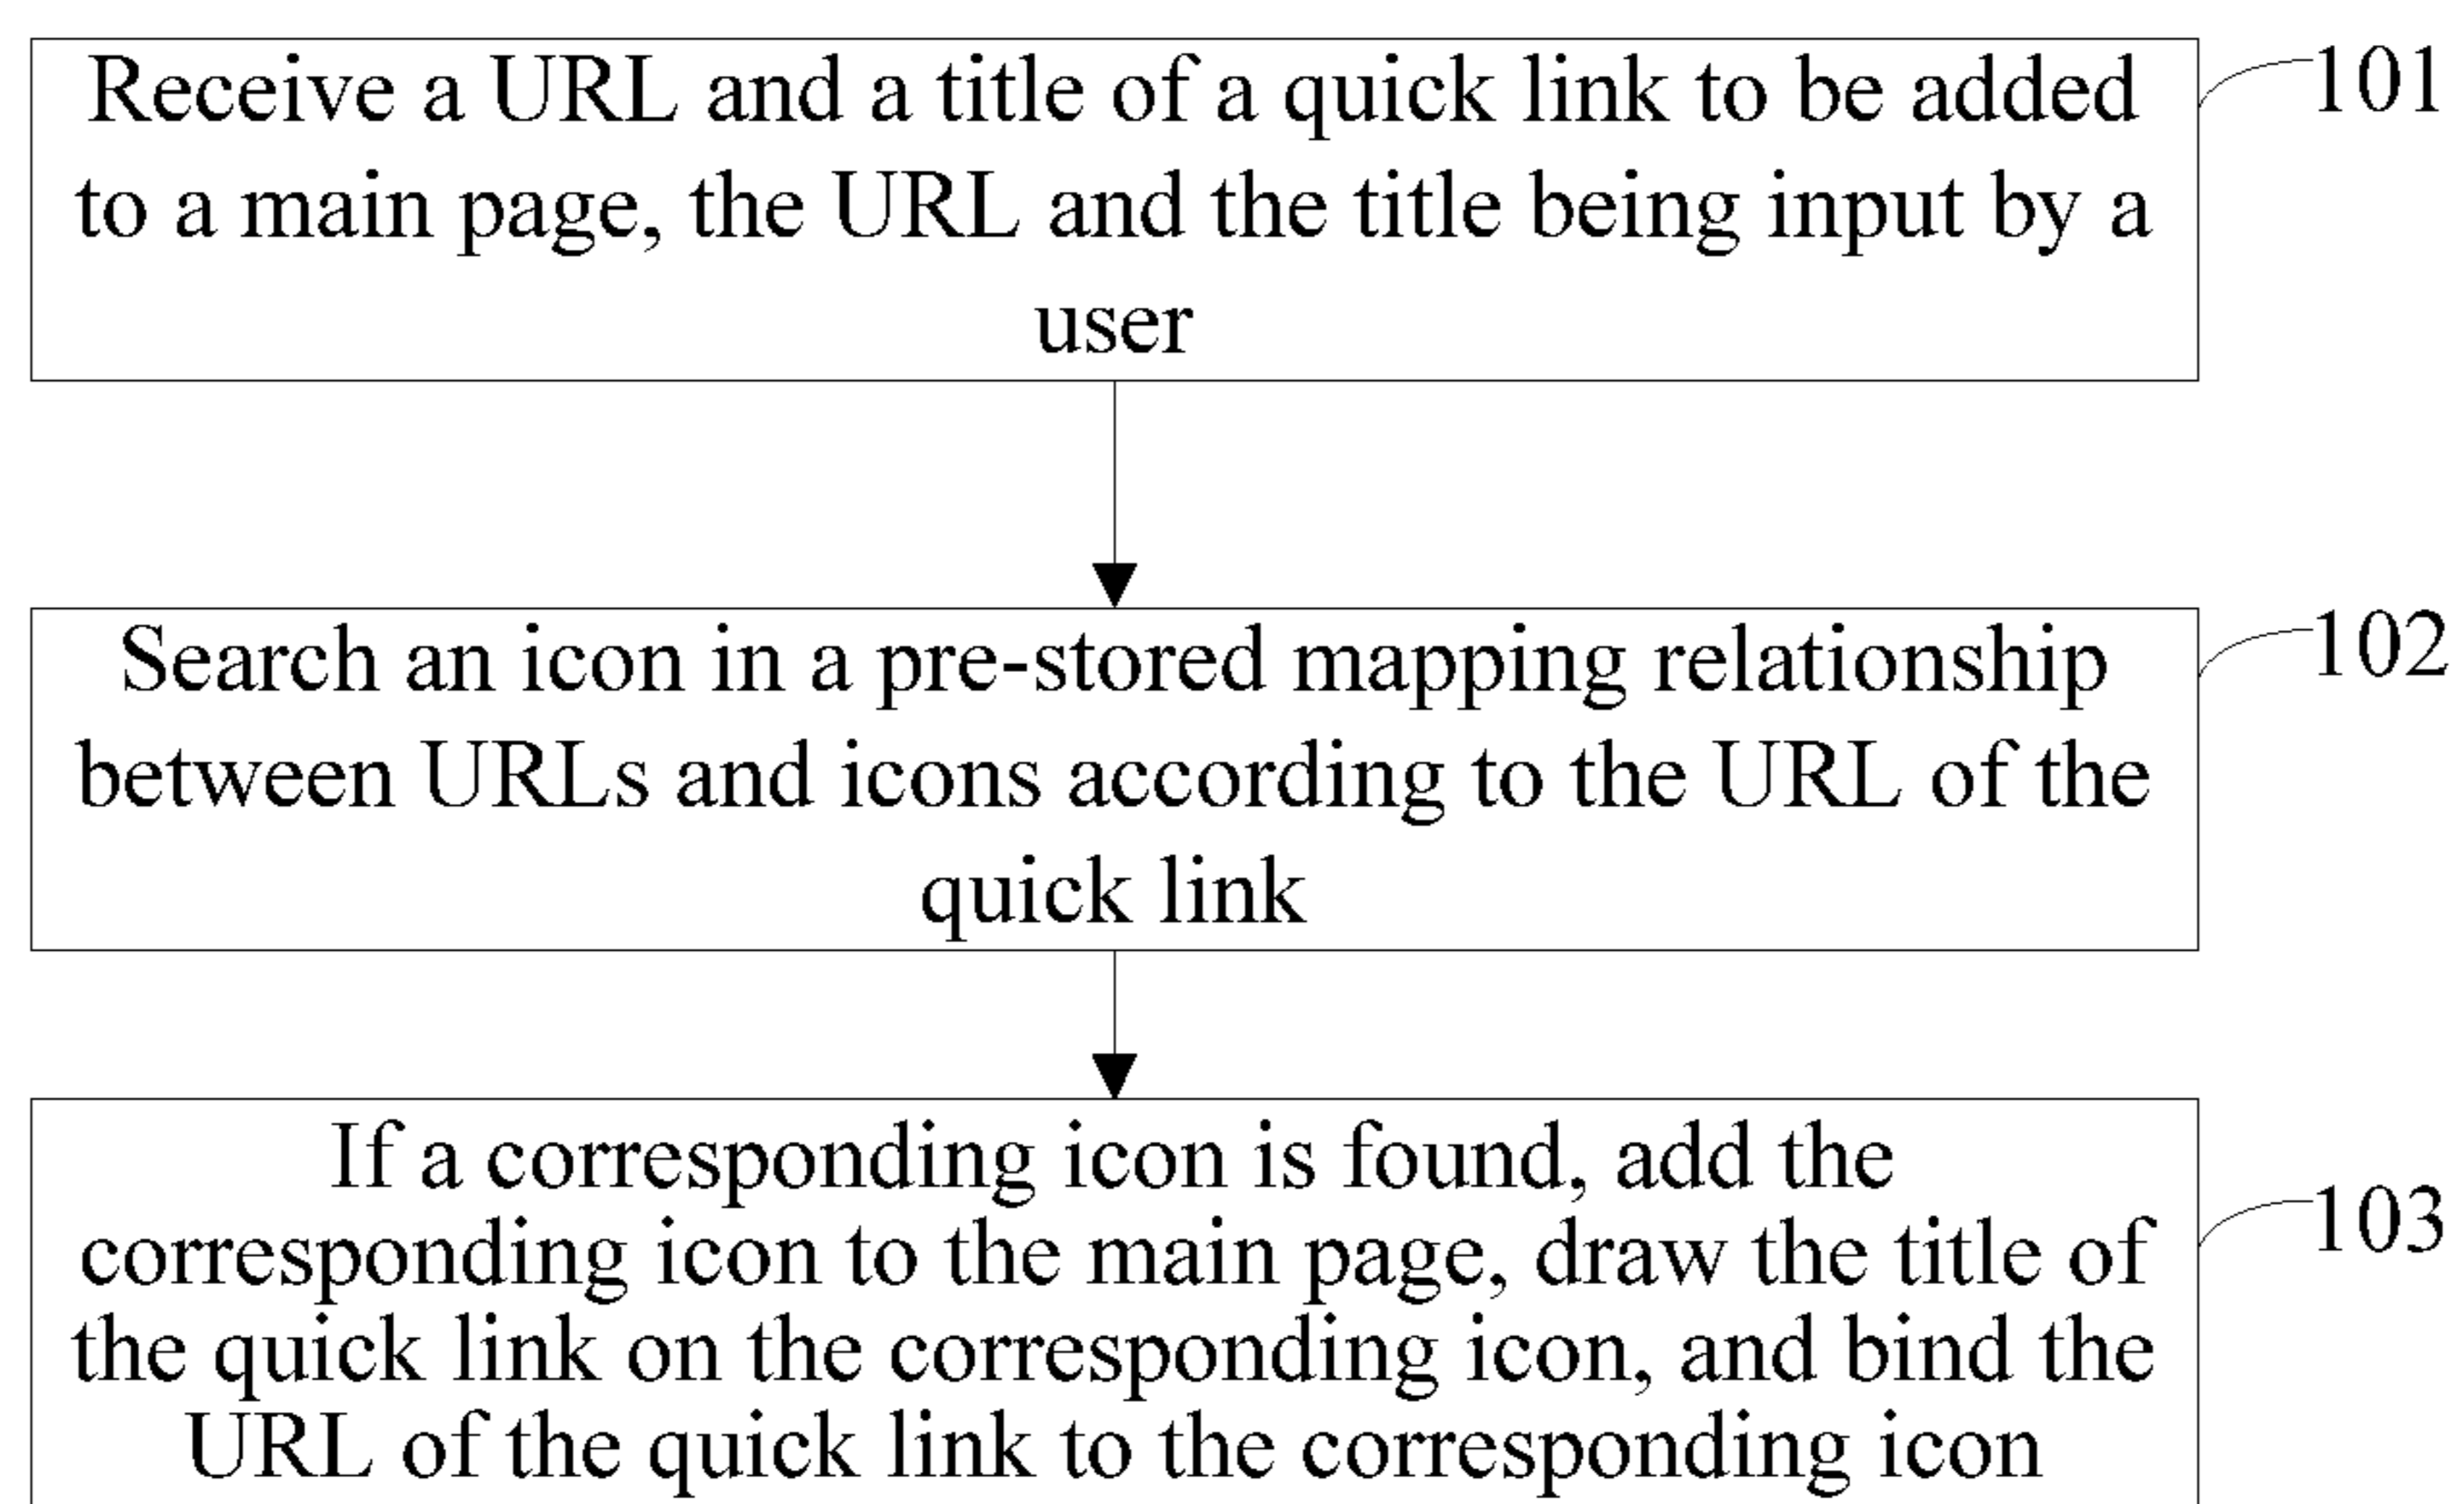 Receive a URL and a title of a quick link to be added
101
to a main page, the URL and the title being input by a
user
Search an icon in a pre-stored mapping relationship
102
between URLs and icons according to the URL of the
quick link
If a corresponding icon is found, add the
103
corresponding icon to the main page, draw the title of
the quick link on the corresponding icon, and bind the
URL of the quick link to the corresponding icon